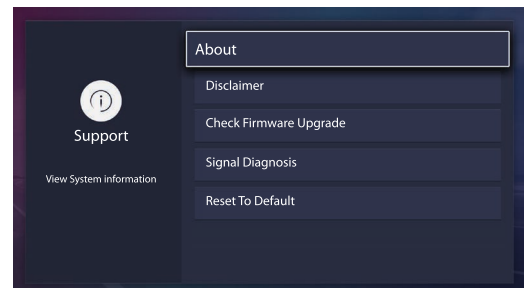 Support
View System information
About
Disclaimer
Check Firmware Upgrade
Signal Diagnosis
Reset To Default